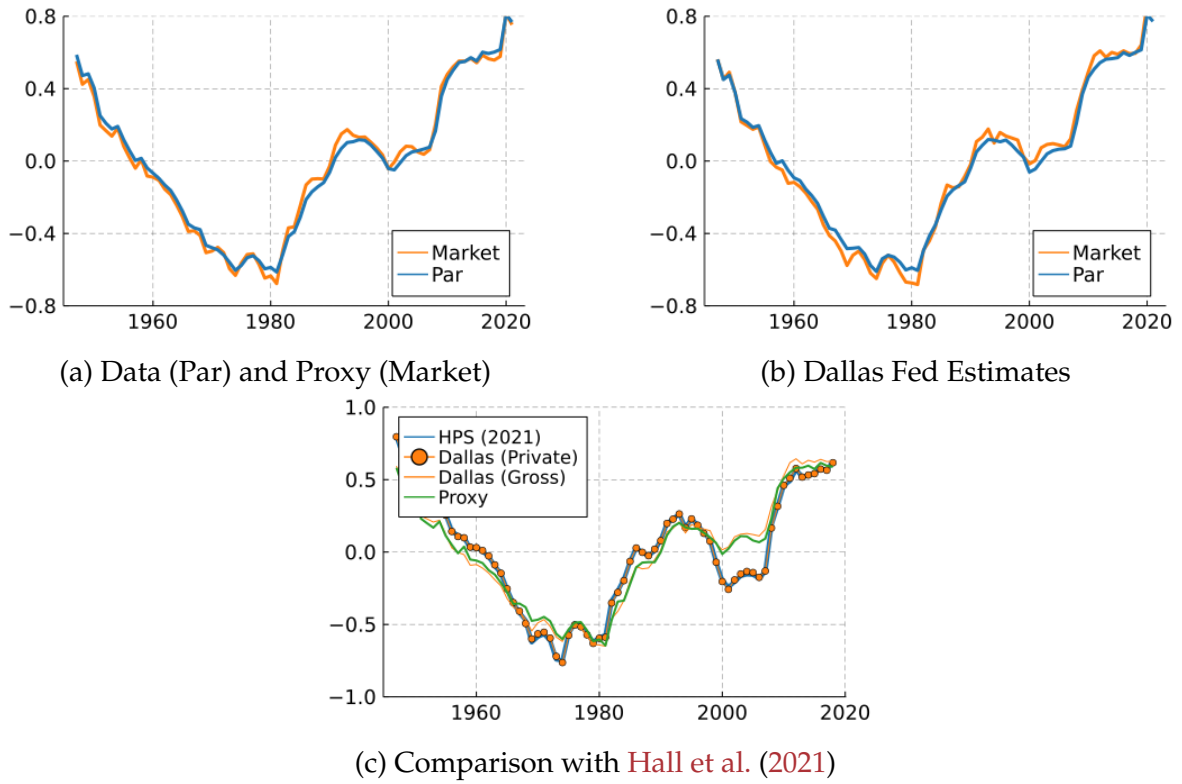 0.8
0.4
0.0
−0.4
−0.8
1960 1980 2000 2020
Market
Par
(a) Data (Par) and Proxy (Market)
0.8
0.4
0.0
−0.4
−0.8
1960 1980 2000 2020
Market
Par
(b) Dallas Fed Estimates
1.0
0.5
0.0
−0.5
−1.0
1960 1980 2000 2020
HPS (2021)
Dallas (Private)
Dallas (Gross)
Proxy
(c) Comparison with Hall et al. (2021)